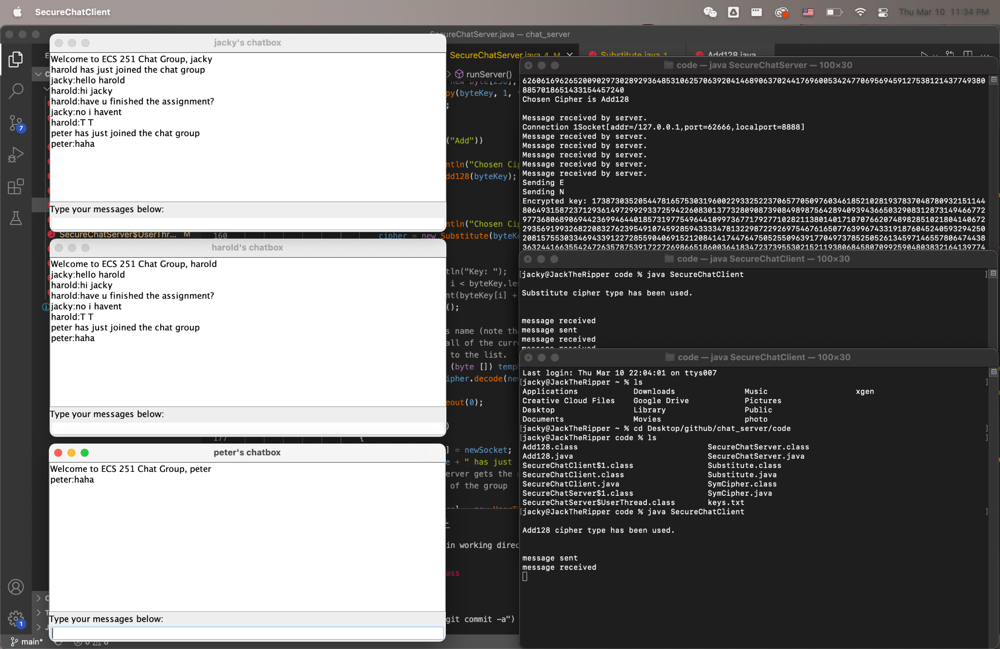 SecureChatClient
Thu Mar 10 11:34 PM
SecureChatServer.java — chat_server
jacky's chatbox
Welcome to ECS 251 Chat Group, jacky
harold has just joined the chat group
jacky:hello harold
harold:hi jacky
harold:have u finished the assignment?
jacky:no i havent
harold:T T
peter has just joined the chat group
peter:haha
Type your messages below:
SecureChatServer$UserThr... M
harold's chatbox
Welcome to ECS 251 Chat Group, harold
jacky:hello harold
harold:hi jacky
harold:have u finished the assignment?
jacky:no i havent
harold:T T
peter has just joined the chat group
peter:haha
Type your messages below:
peter's chatbox
Welcome to ECS 251 Chat Group, peter
peter:haha
Type your messages below:
main*
7
1
SecureChatServer.java 4 M
Substitute.java 1
Add128.java
runServer()
py(byteKey, 1,
("Add"))
ntln("Chosen Ci
dd128(byteKey);
ntln("Chosen Ci
160 cipher = new Substitute(byteKe
tln("Key: ");
i < byteKey.le
nt(byteKey[i] +
();
s name (note th
all of the curr
to the list.
(byte []) temp
ipher.decode(ne
eout(0);
)
177 {
] = newSocket;
e + " has just
erver gets the
of the group
in working direc
ass
git commit -a")
code — java SecureChatServer — 100×30
6260616962652009029730289293648531062570639204146890637024417696005342477069569459127538121437749380
8857018651433154457240
Chosen Cipher is Add128
Message received by server.
Connection 1Socket[addr=/127.0.0.1,port=62666,localport=8888]
Message received by server.
Message received by server.
Message received by server.
Message received by server.
Message received by server.
Sending E
Sending N
Encrypted key: 1738730352054478165753031960022933252237065770509760346185210281937837048780932151144
8064931587237129361497299293372594226083013773280908739084989875642894093943665032908312873149466772
9773680689069442369946440185731977549644109973677179277102821138014017107076620748982851021804140672
2935691993268220832762395491074592859433334781322987229269754676165077639967433191876045240593294250
2081575530334694339122728559040691521208414174476475052550963917704973785250526134597146557806474438
3632441663554247263578753917227269866518600364183472373955302152119380684580709925904803832164139774
code — java SecureChatClient — 100×30
[jacky@JackTheRipper code % java SecureChatClient ]
Substitute cipher type has been used.
message received
message sent
message received
message received
code — java SecureChatClient — 100×30
Last login: Thu Mar 10 22:04:01 on ttys007
[jacky@JackTheRipper ~ % ls ]
Applications Downloads Music xgen
Creative Cloud Files Google Drive Pictures
Desktop Library Public
Documents Movies photo
[jacky@JackTheRipper ~ % cd Desktop/github/chat_server/code ]
[jacky@JackTheRipper code % ls ]
Add128.class SecureChatServer.class
Add128.java SecureChatServer.java
SecureChatClient$1.class Substitute.class
SecureChatClient.class Substitute.java
SecureChatClient.java SymCipher.class
SecureChatServer$1.class SymCipher.java
SecureChatServer$UserThread.class keys.txt
[jacky@JackTheRipper code % java SecureChatClient ]
Add128 cipher type has been used.
message sent
message received